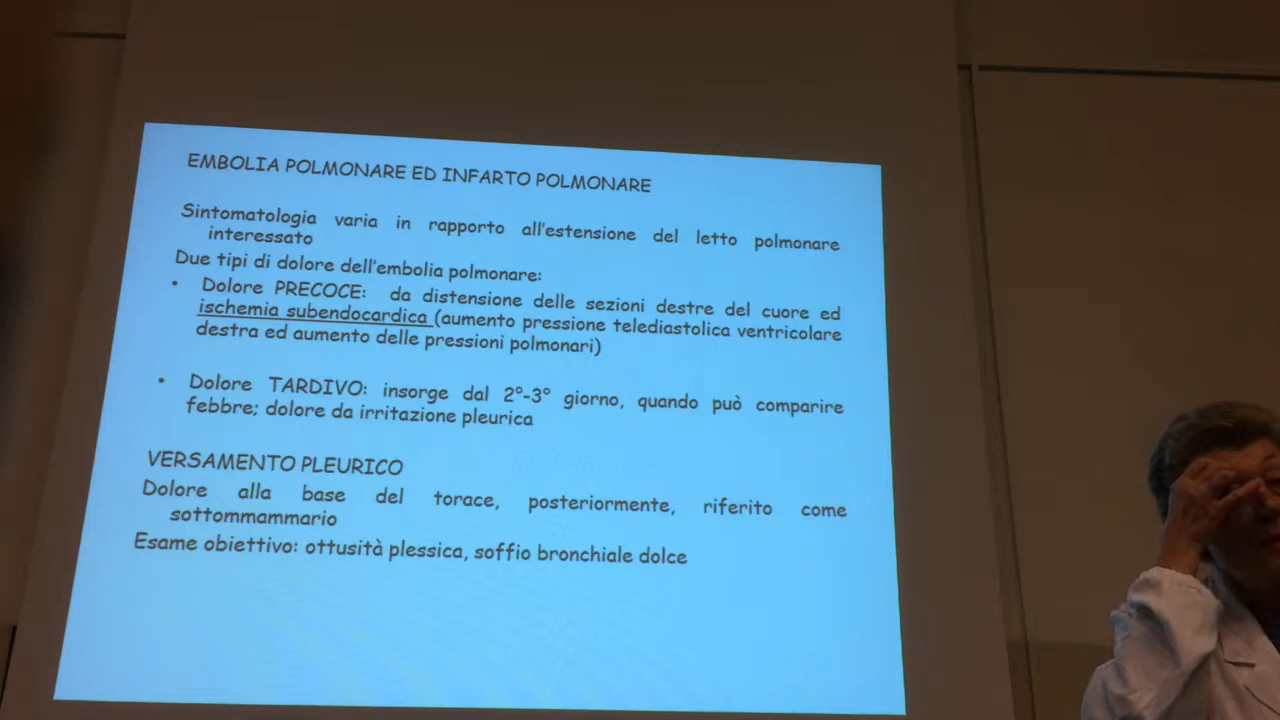 EMBOLIA POLMONARE ED INFARTO POLMONARE
Sintomatologia varia in rapporto all'estensione del letto polmonare
interessato
Due tipi di dolore dell'embolia polmonare:
• Dolore PRECOCE: da distensione delle sezioni destre del cuore ed
ischemia subendocardica (aumento pressione telediastolica ventricolare
destra ed aumento delle pressioni polmonari)
• Dolore TARDIVO: insorge dal 2°-3° giorno, quando può comparire
febbre; dolore da irritazione pleurica
VERSAMENTO PLEURICO
Dolore alla base del torace, posteriormente, riferito come
sottommammario
Esame obiettivo: ottusità plessica, soffio bronchiale dolce